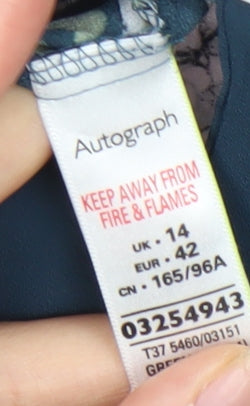 Autograph
KEEP AWAY FROM
FIRE & FLAMES
UK · 14
EUR · 42
CN · 165/96A
03254943
T37 5460/03151